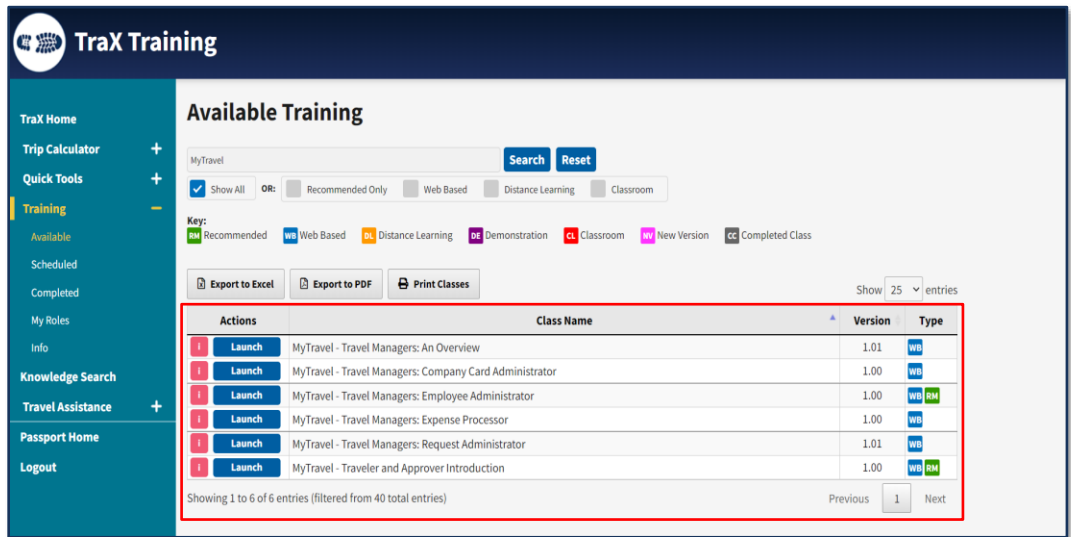 TraX Training
TraX Home
Trip Calculator +
Quick Tools +
Training −
Available
Scheduled
Completed
My Roles
Info
Knowledge Search
Travel Assistance +
Passport Home
Logout
Available Training
MyTravel Search Reset
Show All OR: Recommended Only Web Based Distance Learning Classroom
Key:
RM Recommended WB Web Based DL Distance Learning DE Demonstration CL Classroom NV New Version CC Completed Class
Export to Excel Export to PDF Print Classes
Show 25 entries
Actions Class Name Version Type
i Launch MyTravel - Travel Managers: An Overview 1.01 WB
i Launch MyTravel - Travel Managers: Company Card Administrator 1.00 WB
i Launch MyTravel - Travel Managers: Employee Administrator 1.00 WB RM
i Launch MyTravel - Travel Managers: Expense Processor 1.00 WB
i Launch MyTravel - Travel Managers: Request Administrator 1.01 WB
i Launch MyTravel - Traveler and Approver Introduction 1.00 WB RM
Showing 1 to 6 of 6 entries (filtered from 40 total entries) Previous 1 Next